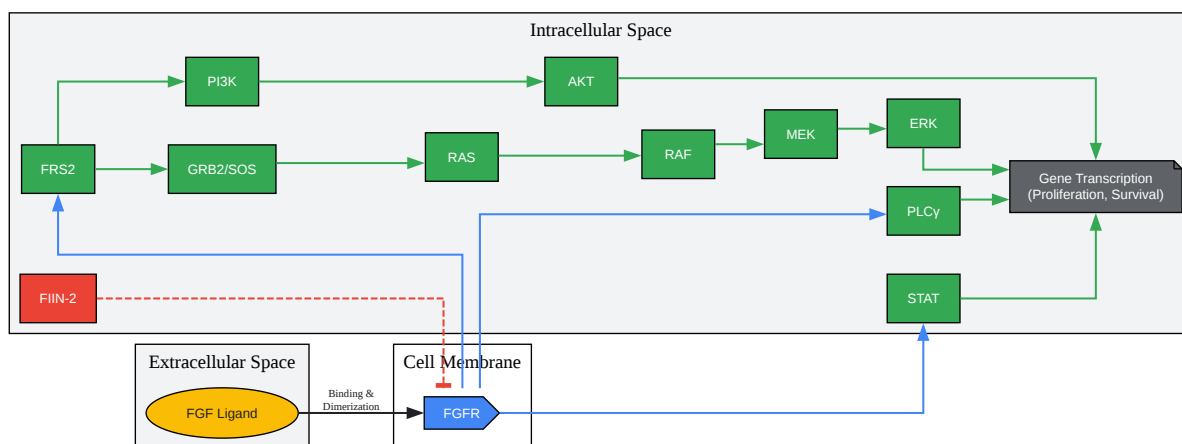 Intracellular Space
PI3K
AKT
ERK
MEK
RAS
RAF
FRS2
GRB2/SOS
Gene Transcription
(Proliferation, Survival)
PLCγ
FIIN-2
STAT
Extracellular Space
Cell Membrane
Binding &
Dimerization
FGF Ligand
FGFR